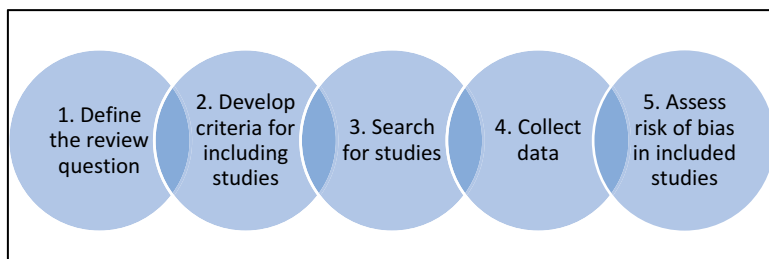 1. Define
the review
question
2. Develop
criteria for
including
studies
3. Search
for studies
4. Collect
data
5. Assess
risk of bias
in included
studies